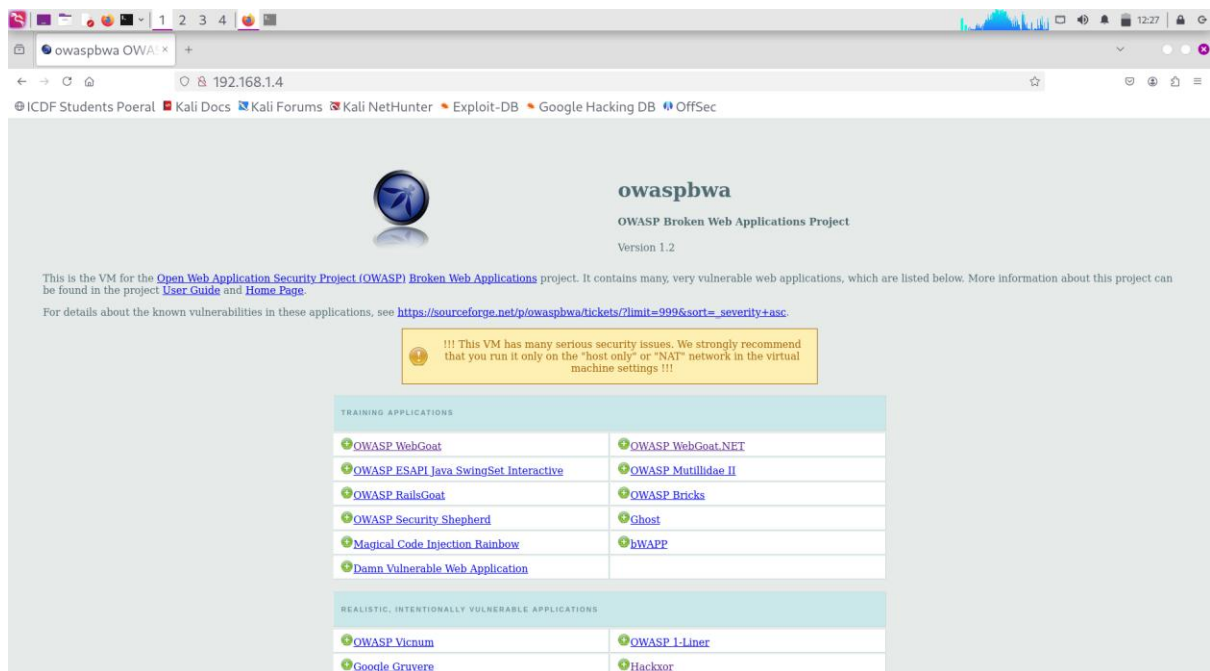 1 2 3 4
12:27
owaspbwa OWAS
192.168.1.4
ICDF Students Poeral Kali Docs Kali Forums Kali NetHunter Exploit-DB Google Hacking DB OffSec
owaspbwa
OWASP Broken Web Applications Project
Version 1.2
This is the VM for the Open Web Application Security Project (OWASP) Broken Web Applications project. It contains many, very vulnerable web applications, which are listed below. More information about this project can
be found in the project User Guide and Home Page.
For details about the known vulnerabilities in these applications, see https://sourceforge.net/p/owaspbwa/tickets/?limit=999&sort=_severity+asc.
!!! This VM has many serious security issues. We strongly recommend
that you run it only on the "host only" or "NAT" network in the virtual
machine settings !!!
TRAINING APPLICATIONS
OWASP WebGoat
OWASP WebGoat.NET
OWASP ESAPI Java SwingSet Interactive
OWASP Mutillidae II
OWASP RailsGoat
OWASP Bricks
OWASP Security Shepherd
Ghost
Magical Code Injection Rainbow
bWAPP
Damn Vulnerable Web Application
REALISTIC, INTENTIONALLY VULNERABLE APPLICATIONS
OWASP Vicnum
OWASP 1-Liner
Google Gruyere
Hackxor